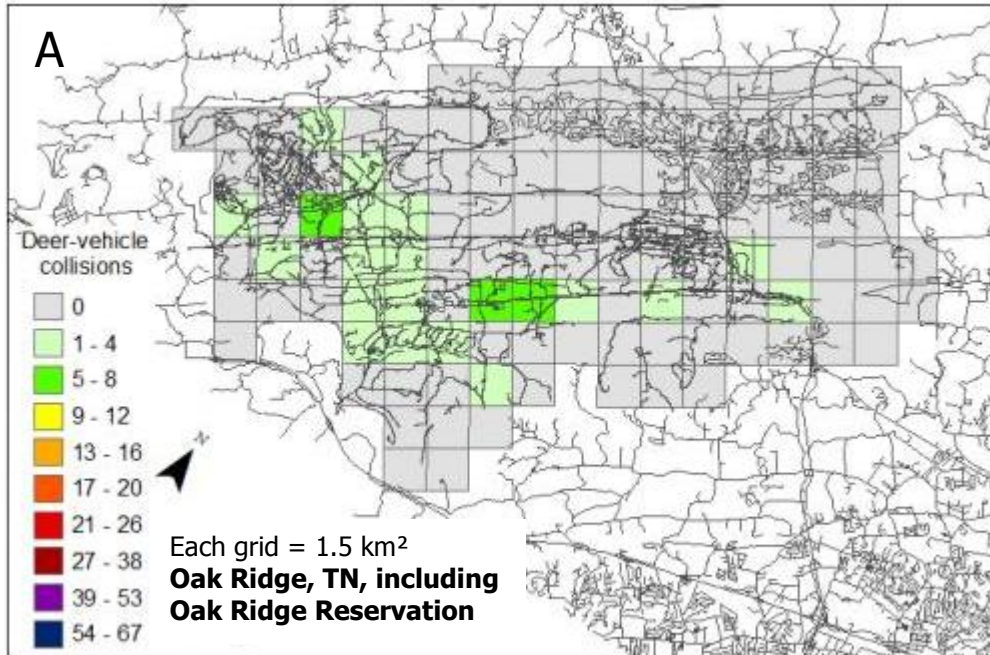 A
Deer-vehicle
collisions
0
1 - 4
5 - 8
9 - 12
13 - 16
17 - 20
21 - 26
27 - 38
39 - 53
54 - 67
N
Each grid = 1.5 km²
Oak Ridge, TN, including
Oak Ridge Reservation